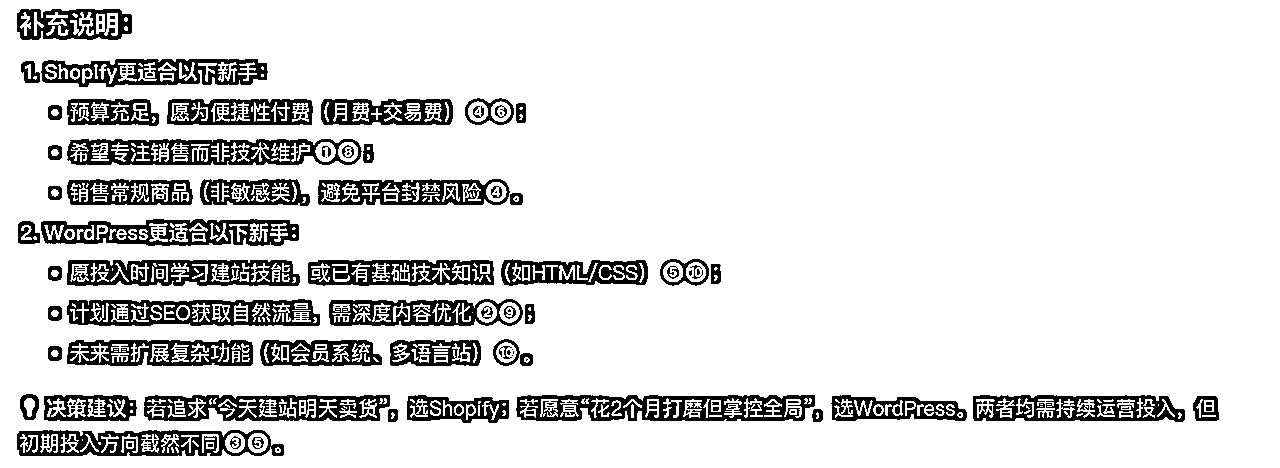 补充说明：
1. Shopify更适合以下新手：
○ 预算充足，愿为便捷性付费（月费+交易费）④⑥；
○ 希望专注销售而非技术维护①⑧；
○ 销售常规商品（非敏感类），避免平台封禁风险④。
2. WordPress更适合以下新手：
○ 愿投入时间学习建站技能，或已有基础技术知识（如HTML/CSS）⑤⑩；
○ 计划通过SEO获取自然流量，需深度内容优化②⑨；
○ 未来需扩展复杂功能（如会员系统、多语言站）⑩。
💡 决策建议：若追求“今天建站明天卖货”，选Shopify；若愿意“花2个月打磨但掌控全局”，选WordPress。两者均需持续运营投入，但
初期投入方向截然不同③⑤。